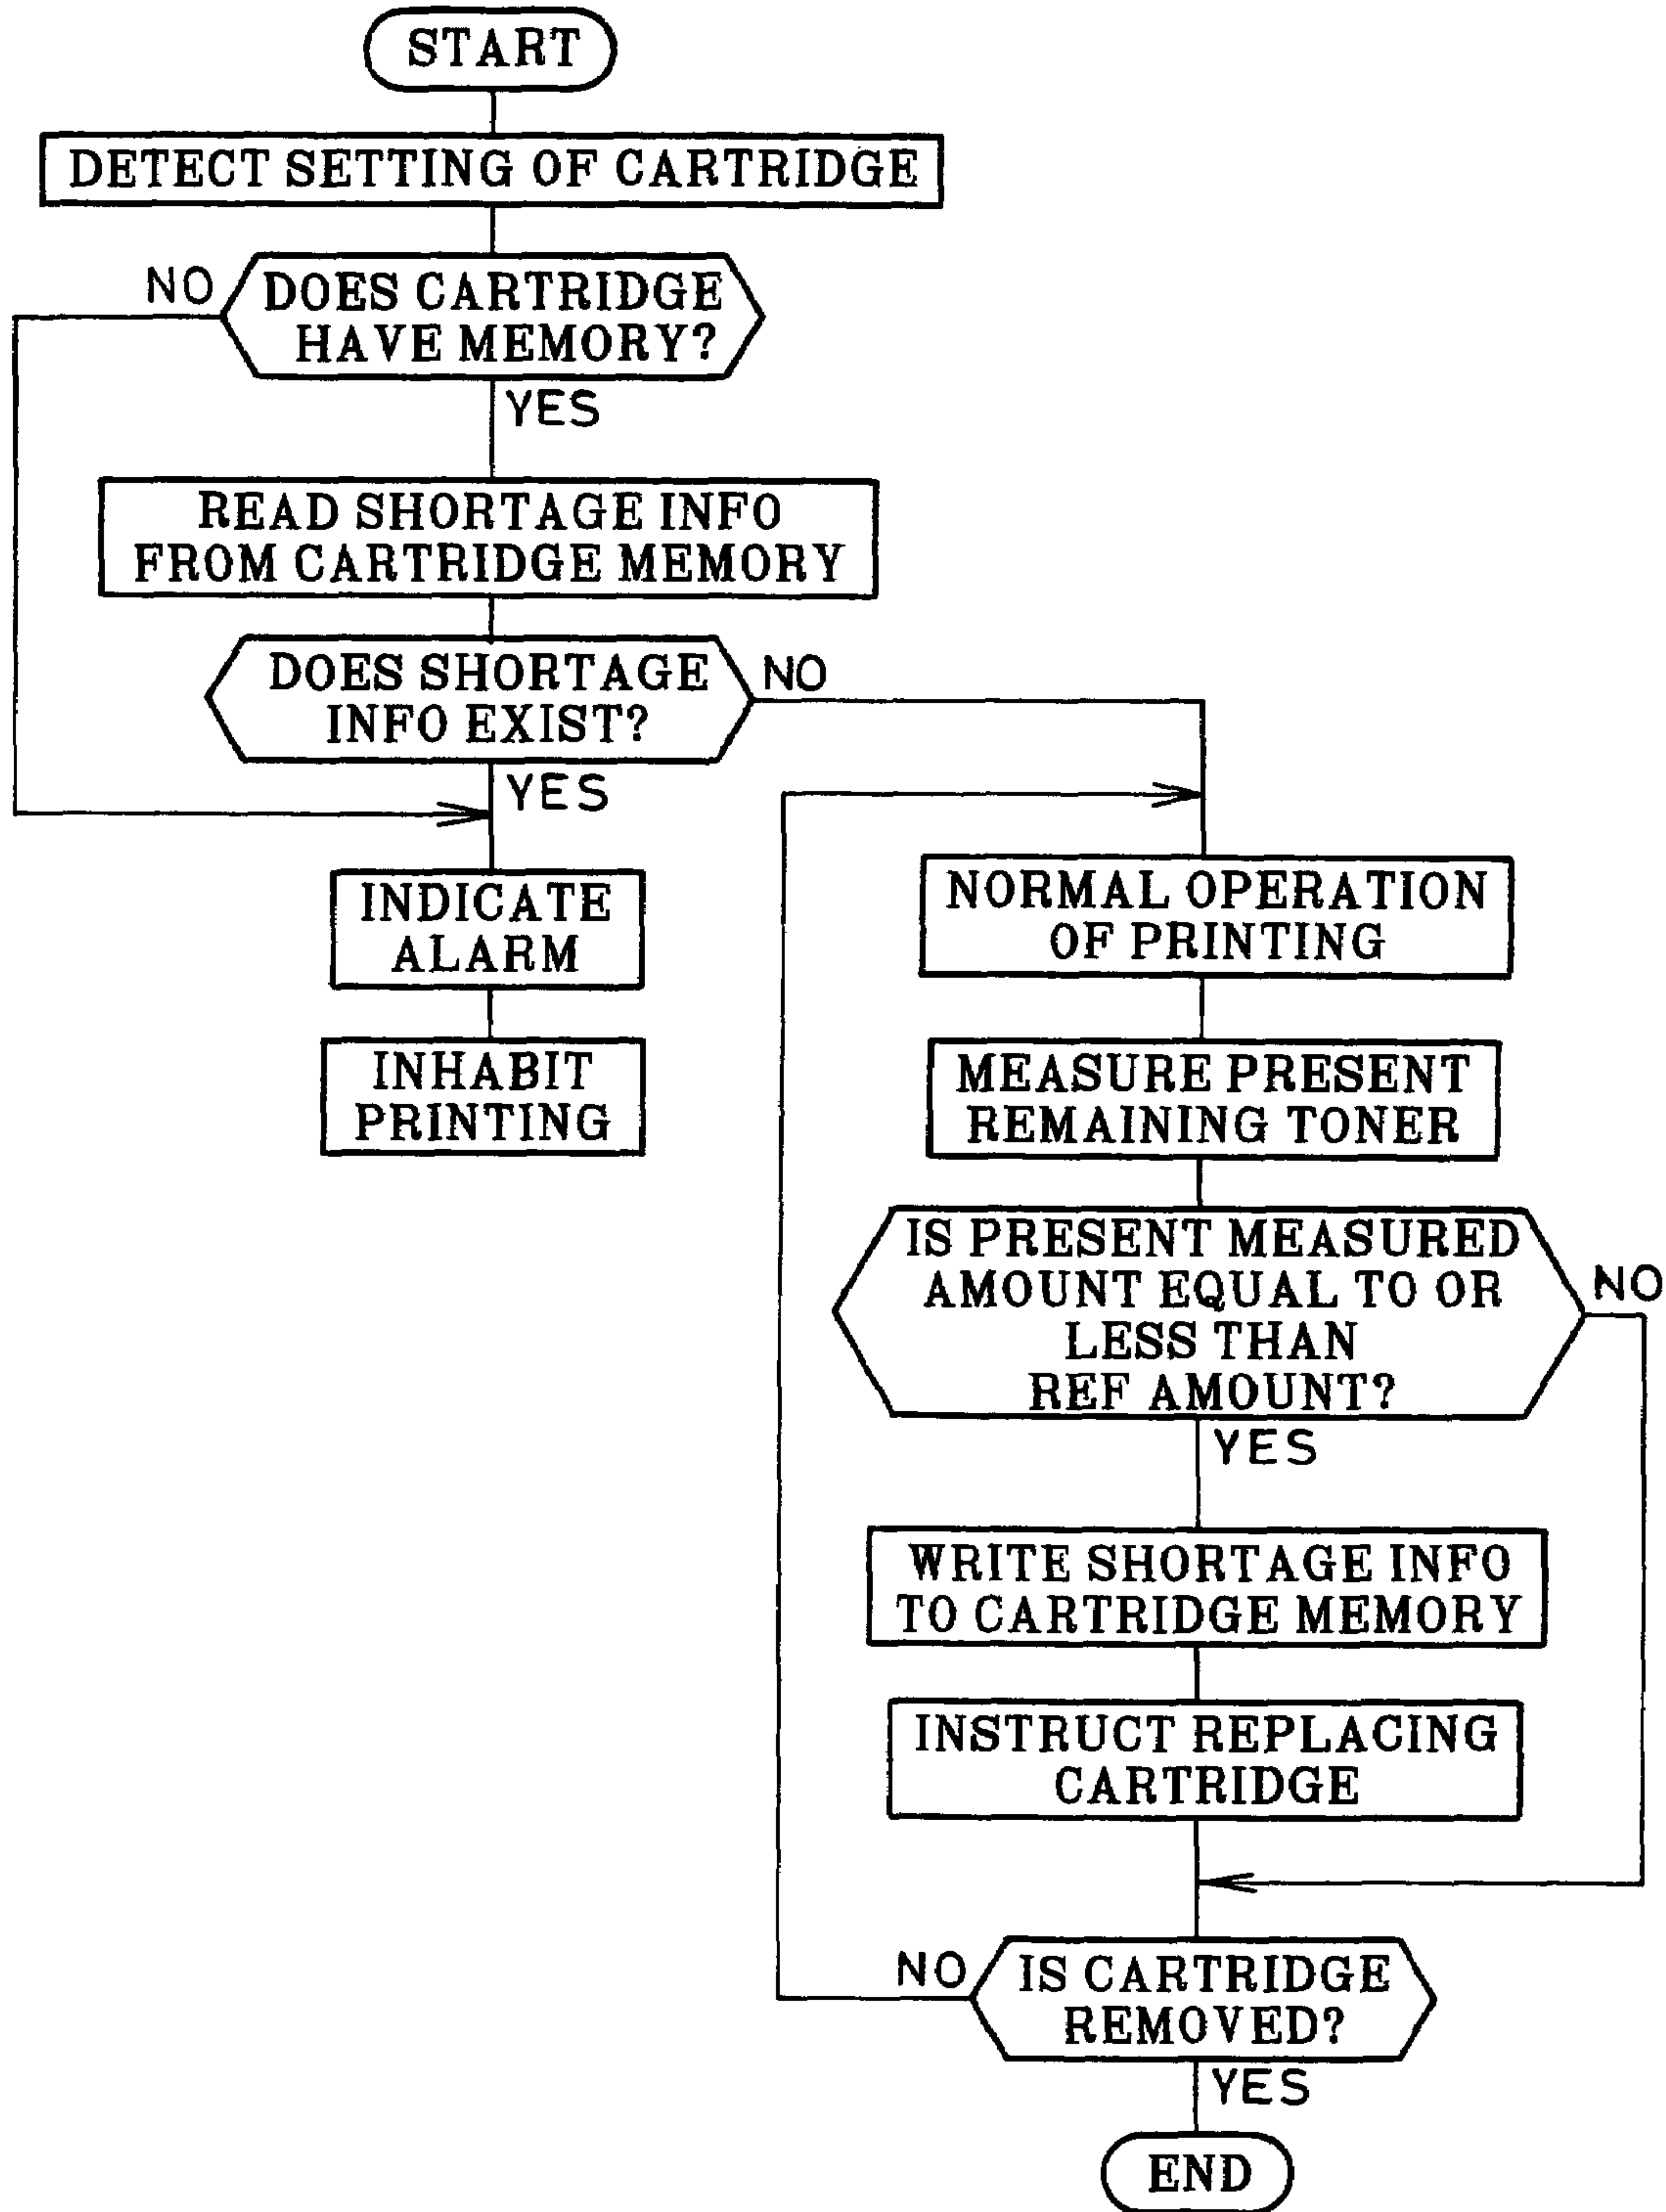 START
DETECT SETTING OF CARTRIDGE
NO
DOES CARTRIDGE
HAVE MEMORY?
YES
READ SHORTAGE INFO
FROM CARTRIDGE MEMORY
DOES SHORTAGE
INFO EXIST?
NO
YES
INDICATE
ALARM
INHABIT
PRINTING
NORMAL OPERATION
OF PRINTING
MEASURE PRESENT
REMAINING TONER
IS PRESENT MEASURED
AMOUNT EQUAL TO OR
LESS THAN
REF AMOUNT?
NO
YES
WRITE SHORTAGE INFO
TO CARTRIDGE MEMORY
INSTRUCT REPLACING
CARTRIDGE
NO
IS CARTRIDGE
REMOVED?
YES
END